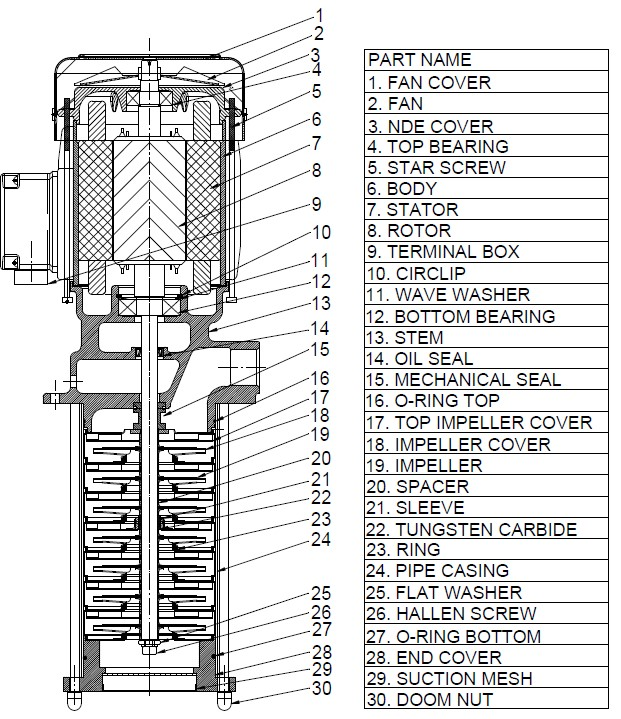 1
2
3
4
5
6
7
8
9
10
11
12
13
14
15
16
17
18
19
20
21
22
23
24
25
26
27
28
29
30
PART NAME
1. FAN COVER
2. FAN
3. NDE COVER
4. TOP BEARING
5. STAR SCREW
6. BODY
7. STATOR
8. ROTOR
9. TERMINAL BOX
10. CIRCLIP
11. WAVE WASHER
12. BOTTOM BEARING
13. STEM
14. OIL SEAL
15. MECHANICAL SEAL
16. O-RING TOP
17. TOP IMPELLER COVER
18. IMPELLER COVER
19. IMPELLER
20. SPACER
21. SLEEVE
22. TUNGSTEN CARBIDE
23. RING
24. PIPE CASING
25. FLAT WASHER
26. HALLEN SCREW
27. O-RING BOTTOM
28. END COVER
29. SUCTION MESH
30. DOOM NUT